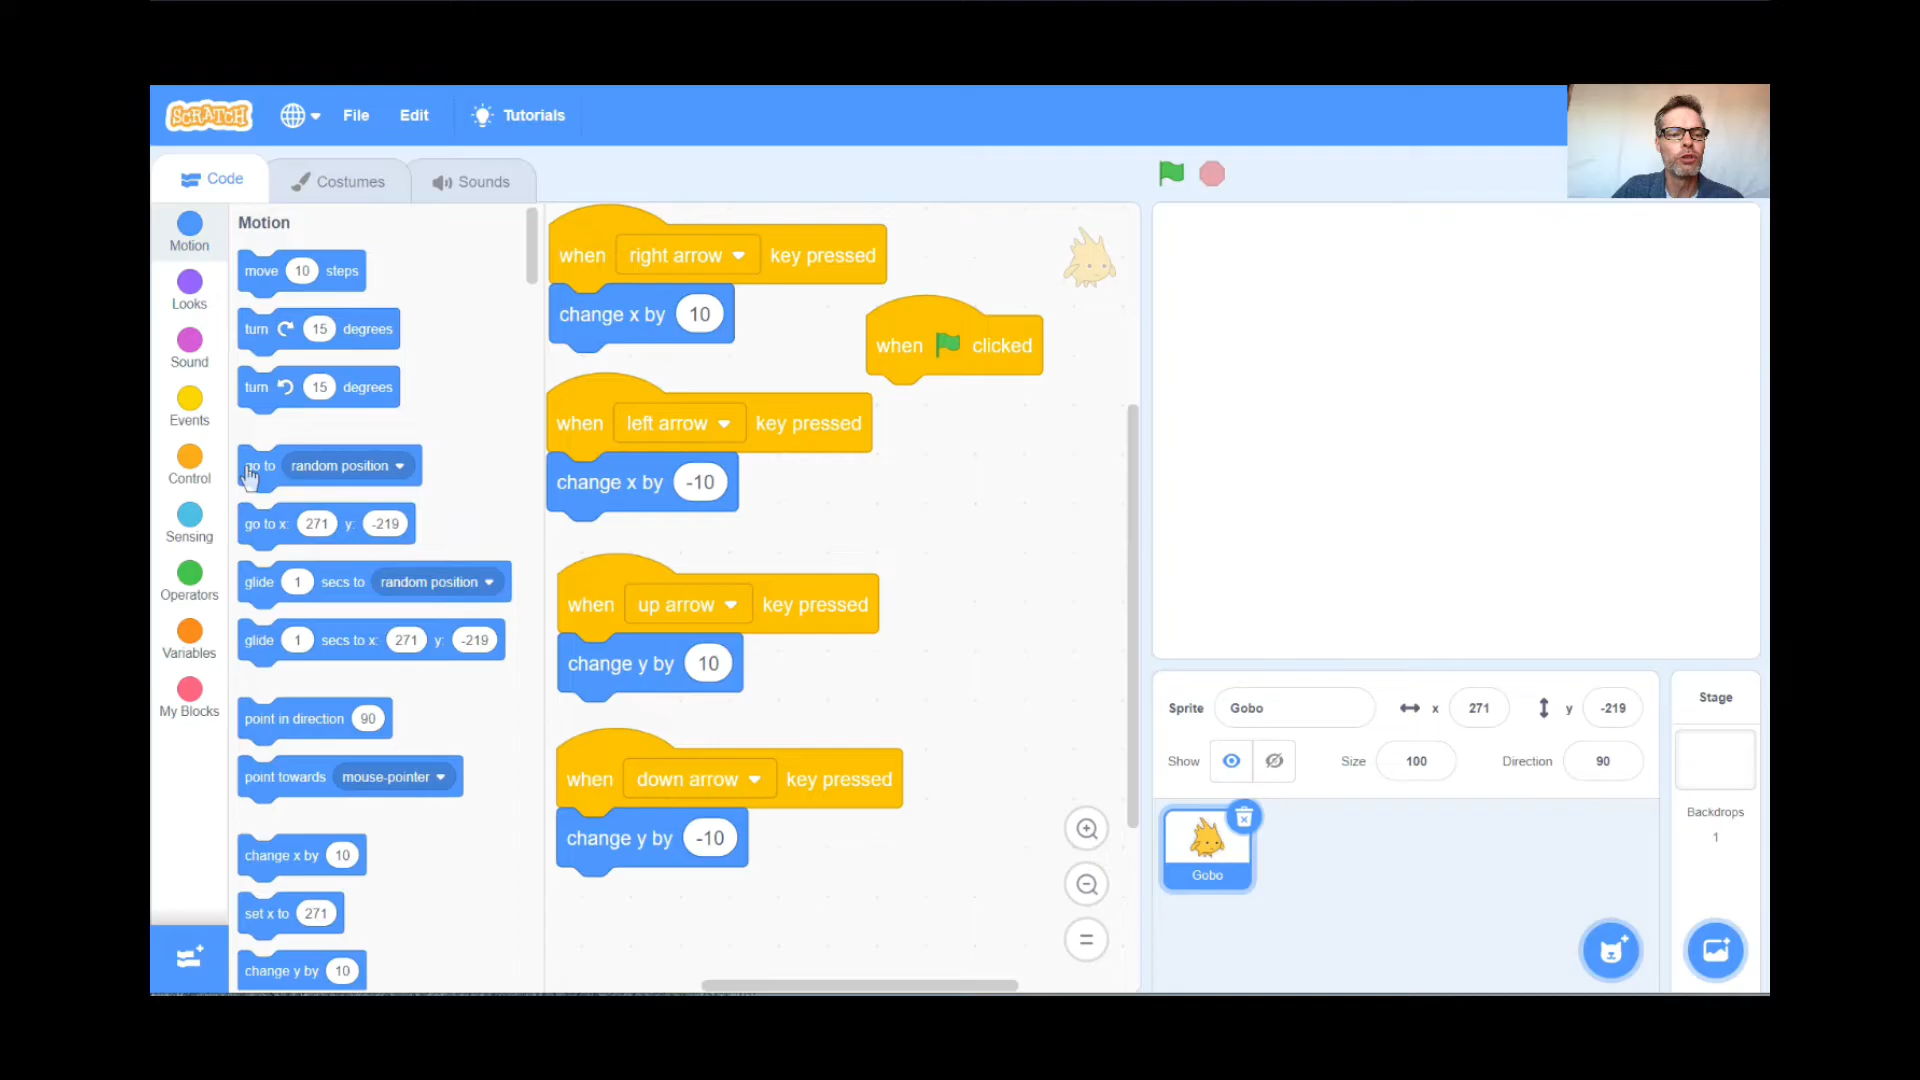 SCRATCH
File
Edit
Tutorials
Code
Costumes
Sounds
Motion
Looks
Sound
Events
Control
Sensing
Operators
Variables
My Blocks
Motion
move 10 steps
turn 15 degrees
turn 15 degrees
go to random position
go to x: 271 y: -219
glide 1 secs to random position
glide 1 secs to x: 271 y: -219
point in direction 90
point towards mouse-pointer
change x by 10
set x to 271
change y by 10
when right arrow key pressed
change x by 10
when clicked
when left arrow key pressed
change x by -10
when up arrow key pressed
change y by 10
when down arrow key pressed
change y by -10
Sprite Gobo x 271 y -219
Show Size 100 Direction 90
Gobo
Stage
Backdrops
1